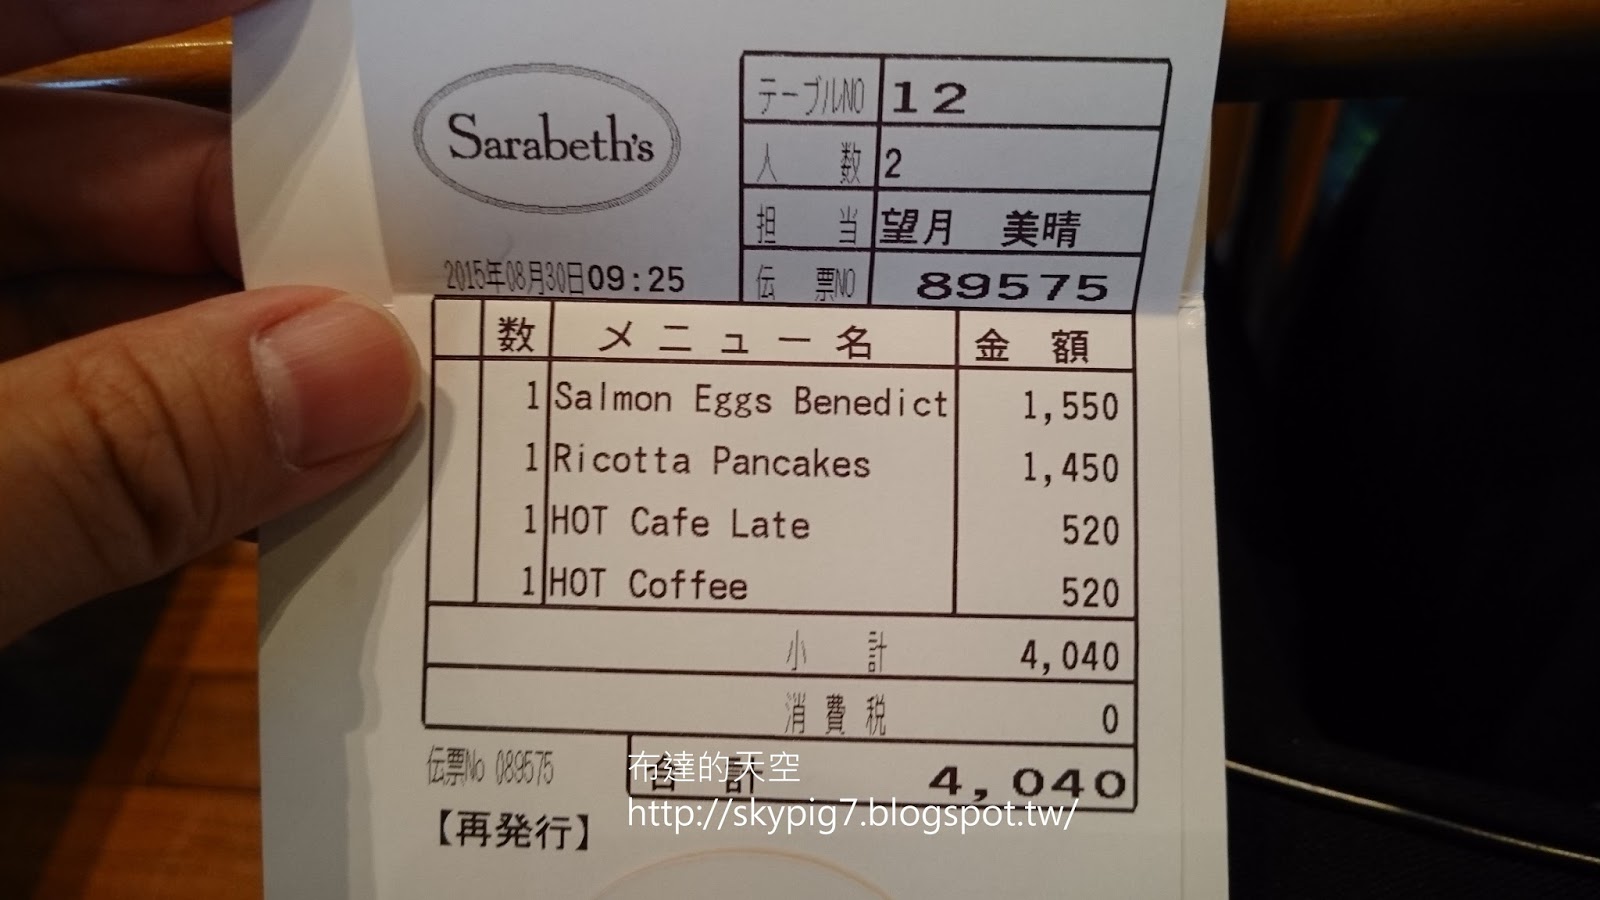 Sarabeth's
テーブルNO 12
人 数 2
担 当 望月 美晴
伝 票NO 89575
2015年08月30日09:25
数 メニュー名 金 額
1 Salmon Eggs Benedict 1,550
1 Ricotta Pancakes 1,450
1 HOT Cafe Late 520
1 HOT Coffee 520
小 計 4,040
消 費 税 0
伝票No 089575
合 計 4,040
布達的天空
http://skypig7.blogspot.tw/
【再発行】